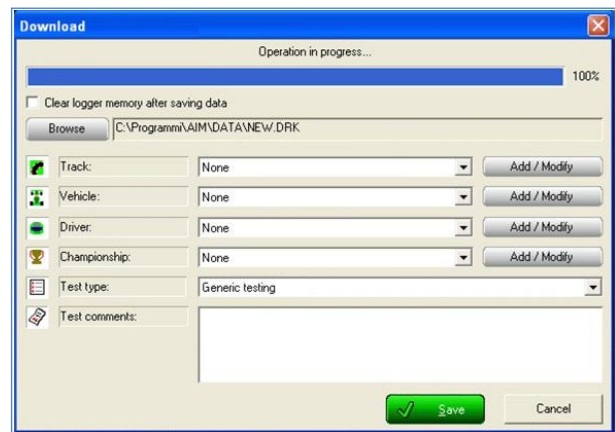 Download
Operation in progress...
100%
Clear logger memory after saving data
Browse C:\Programmi\AIM\DATA\NEW.DRK
Track: None Add / Modify
Vehicle: None Add / Modify
Driver: None Add / Modify
Championship: None Add / Modify
Test type: Generic testing
Test comments:
Save Cancel